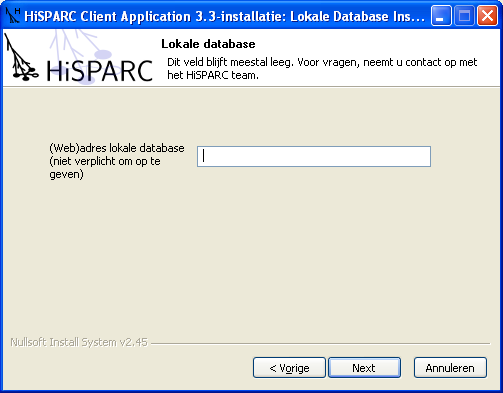 HiSPARC Client Application 3.3-installatie: Lokale Database Ins...
HiSPARC
Lokale database
Dit veld blijft meestal leeg. Voor vragen, neemt u contact op met
het HiSPARC team.
(Web)adres lokale database
(niet verplicht om op te
geven)
Nullsoft Install System v2.45
< Vorige
Next
Annuleren